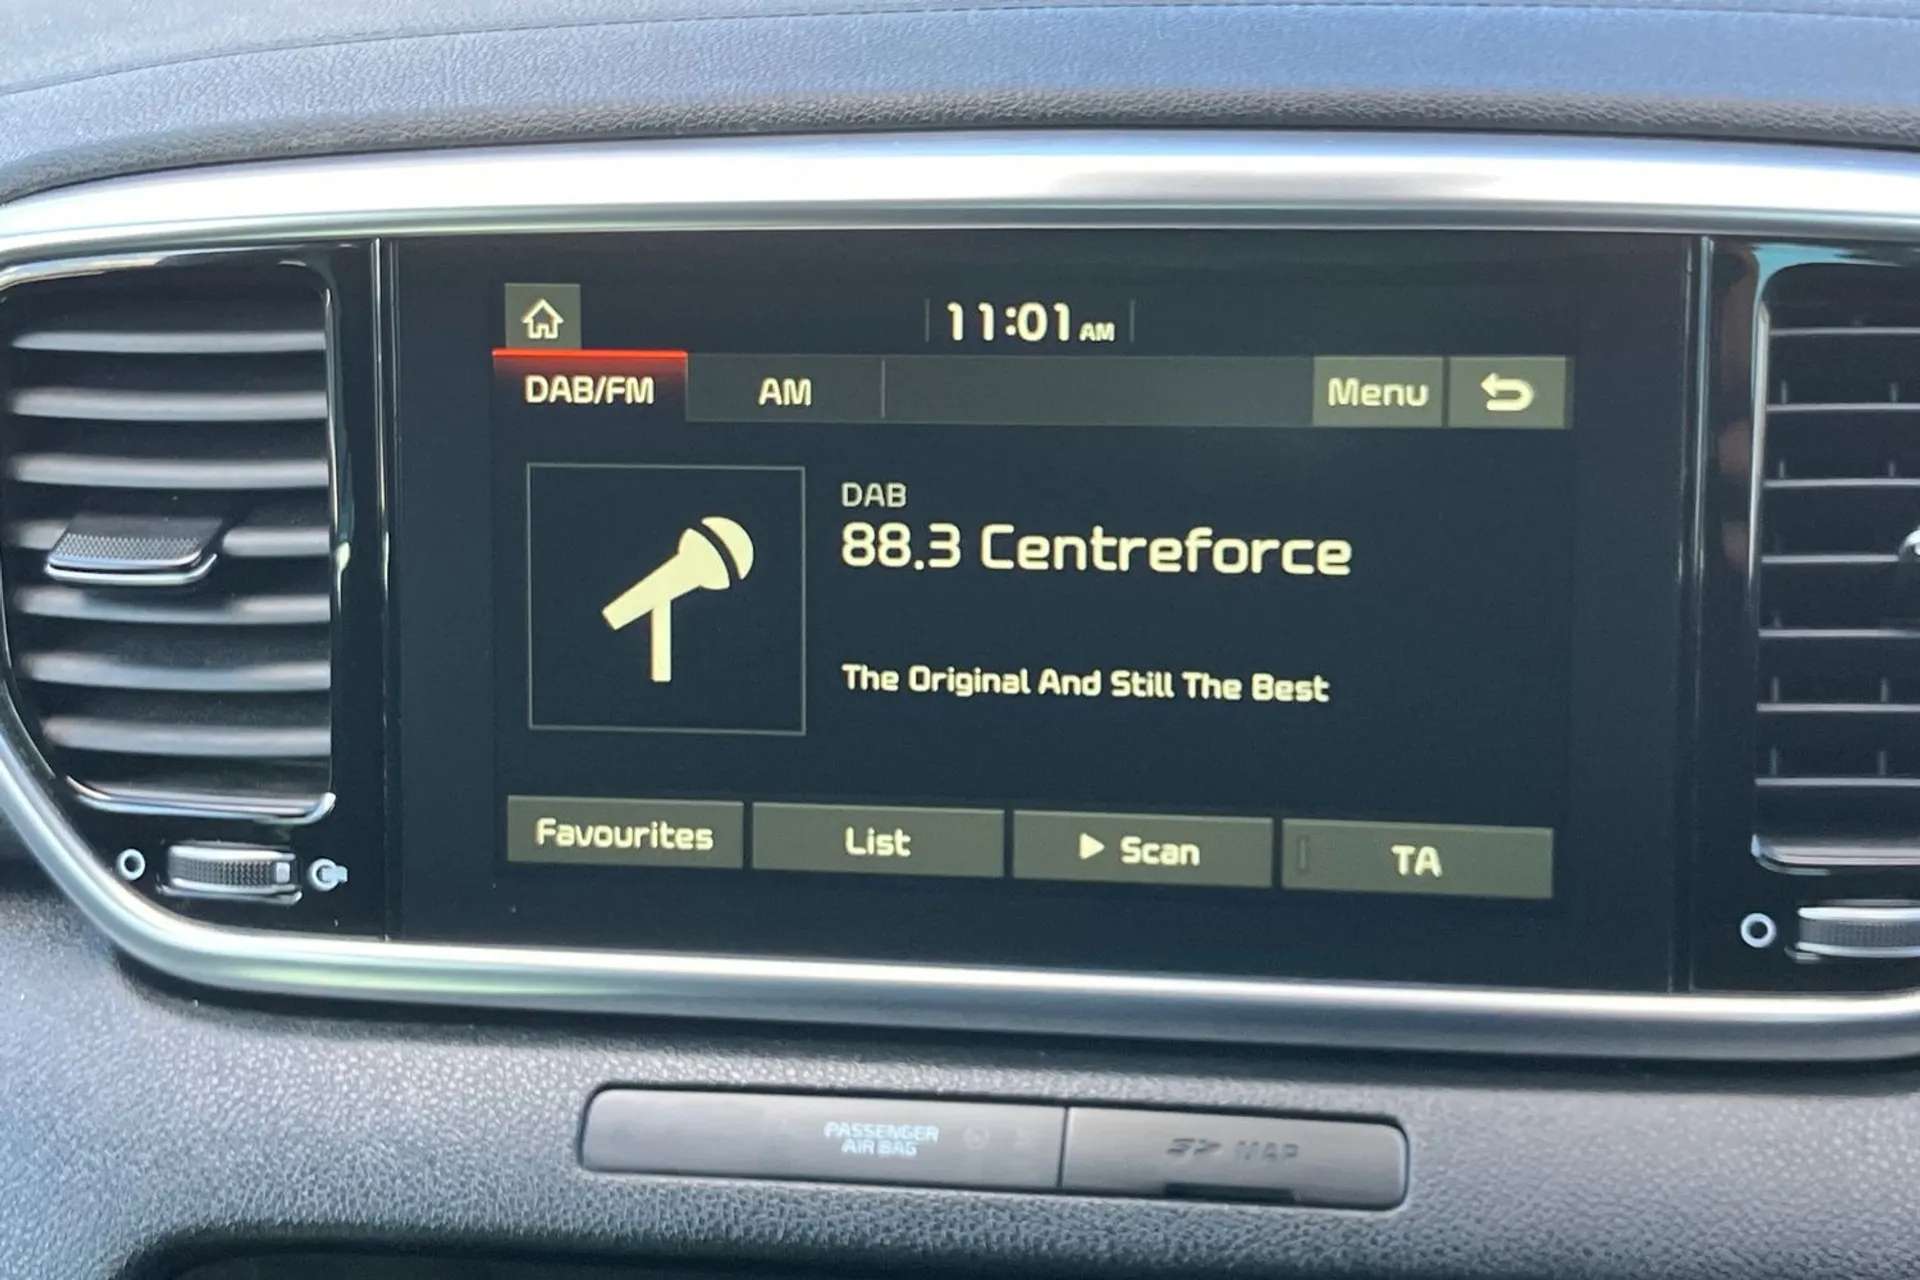 11:01 AM
DAB/FM AM Menu
DAB
88.3 Centreforce
The Original And Still The Best
Favourites List Scan TA
PASSENGER
AIR BAG
MAP